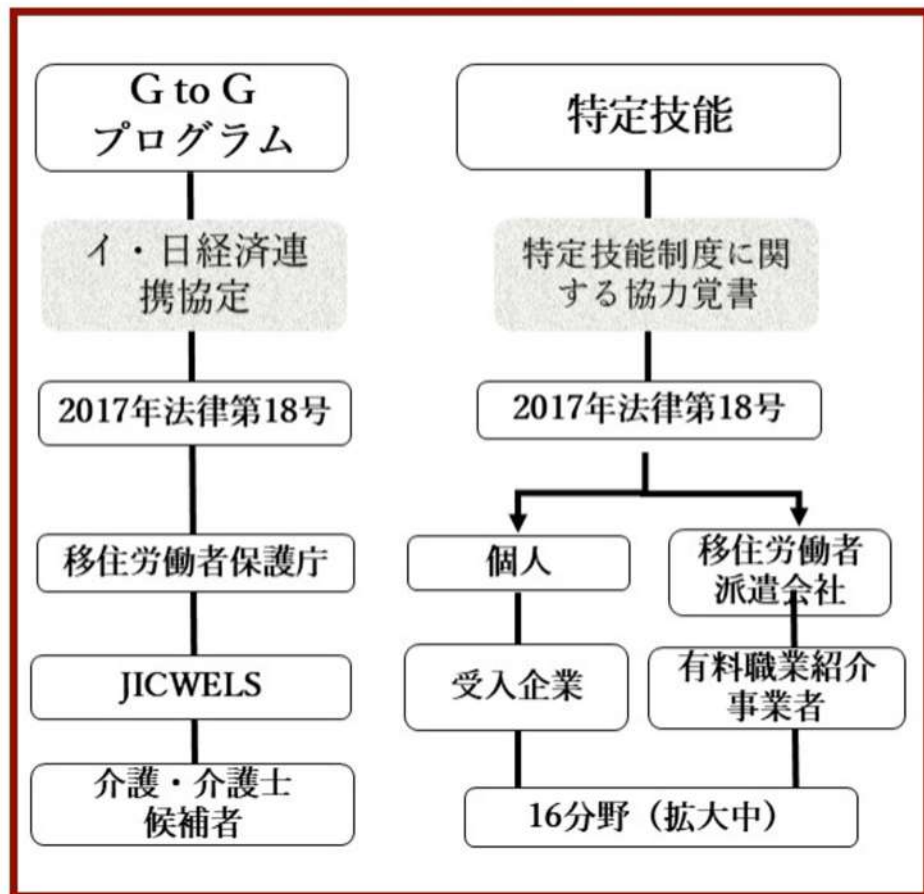 G to G
プログラム
イ・日経済連
携協定
2017年法律第18号
移住労働者保護庁
JICWELS
介護・介護士
候補者
特定技能
特定技能制度に関
する協力覚書
2017年法律第18号
個人
受入企業
移住労働者
派遣会社
有料職業紹介
事業者
16分野（拡大中）